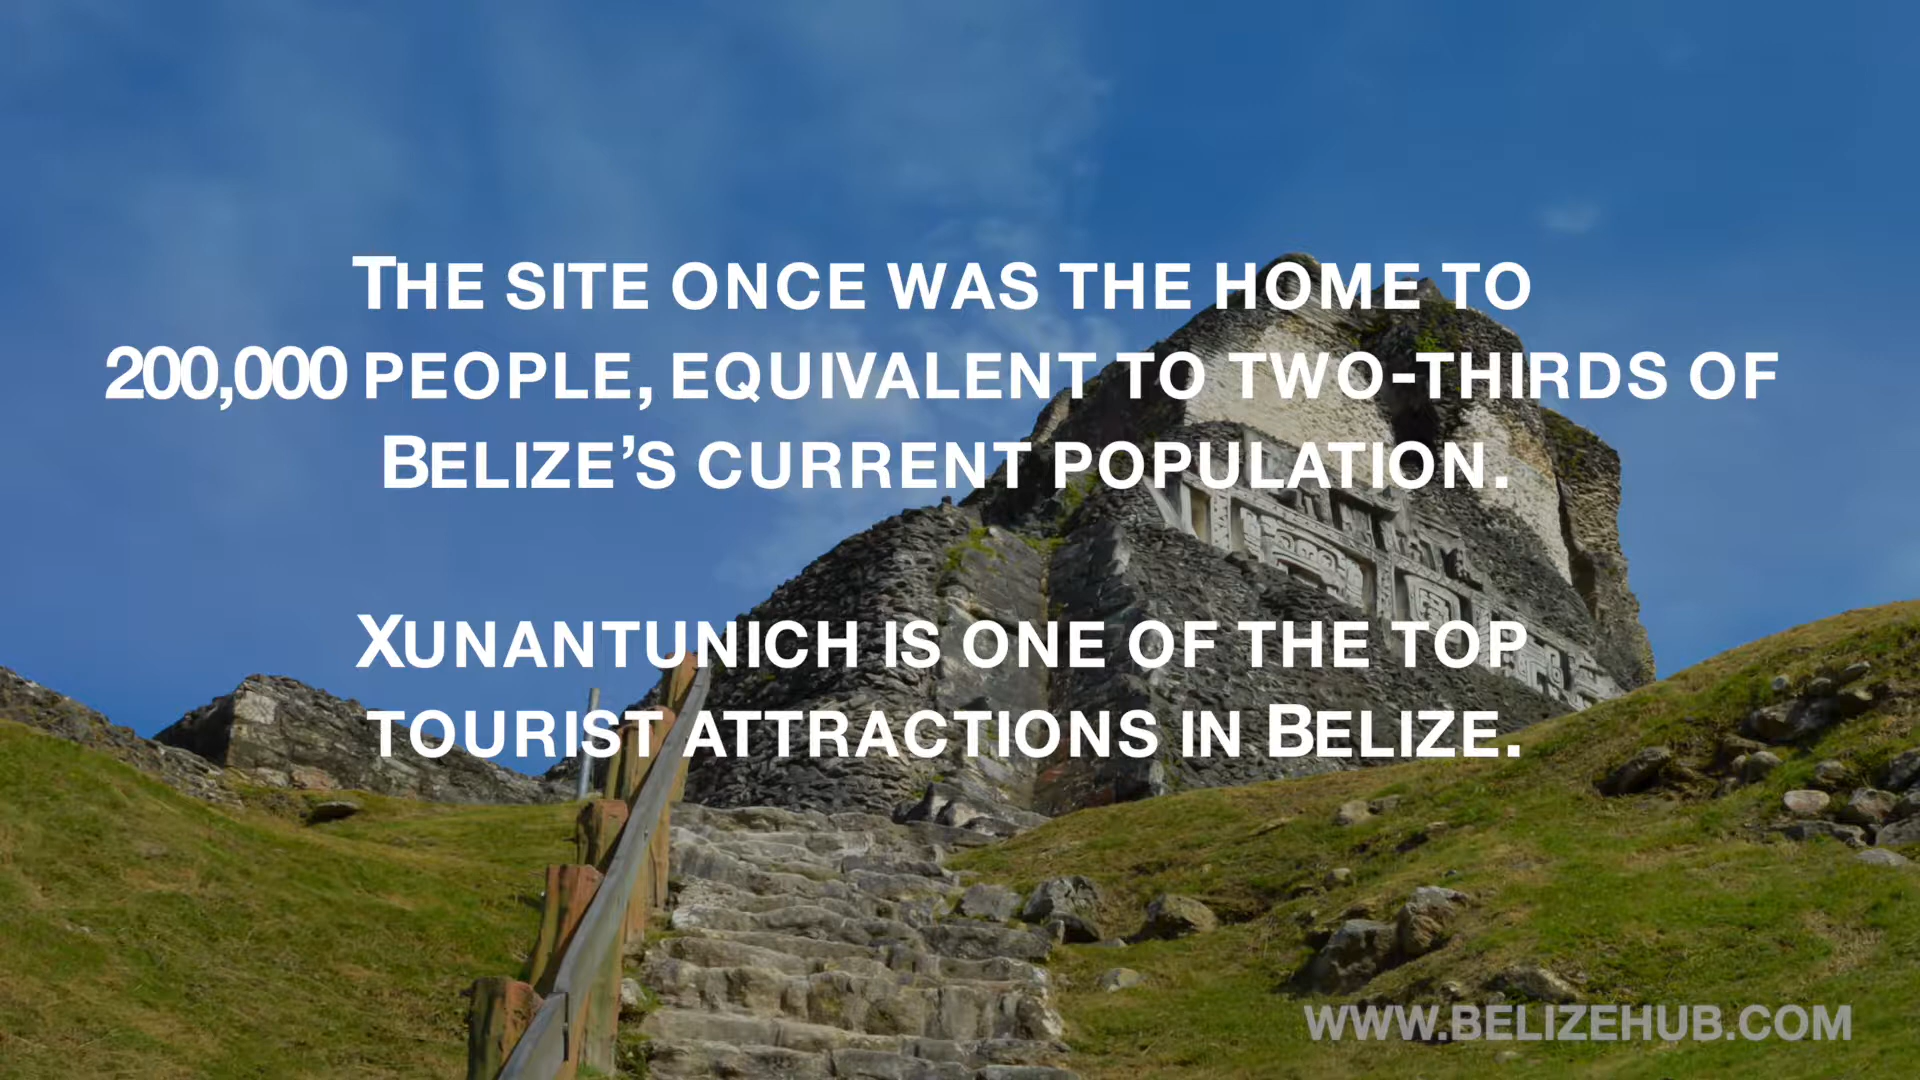 The site once was the home to
200,000 people, equivalent to two-thirds of
Belize’s current population.
Xunantunich is one of the top
tourist attractions in Belize.
www.belizehub.com